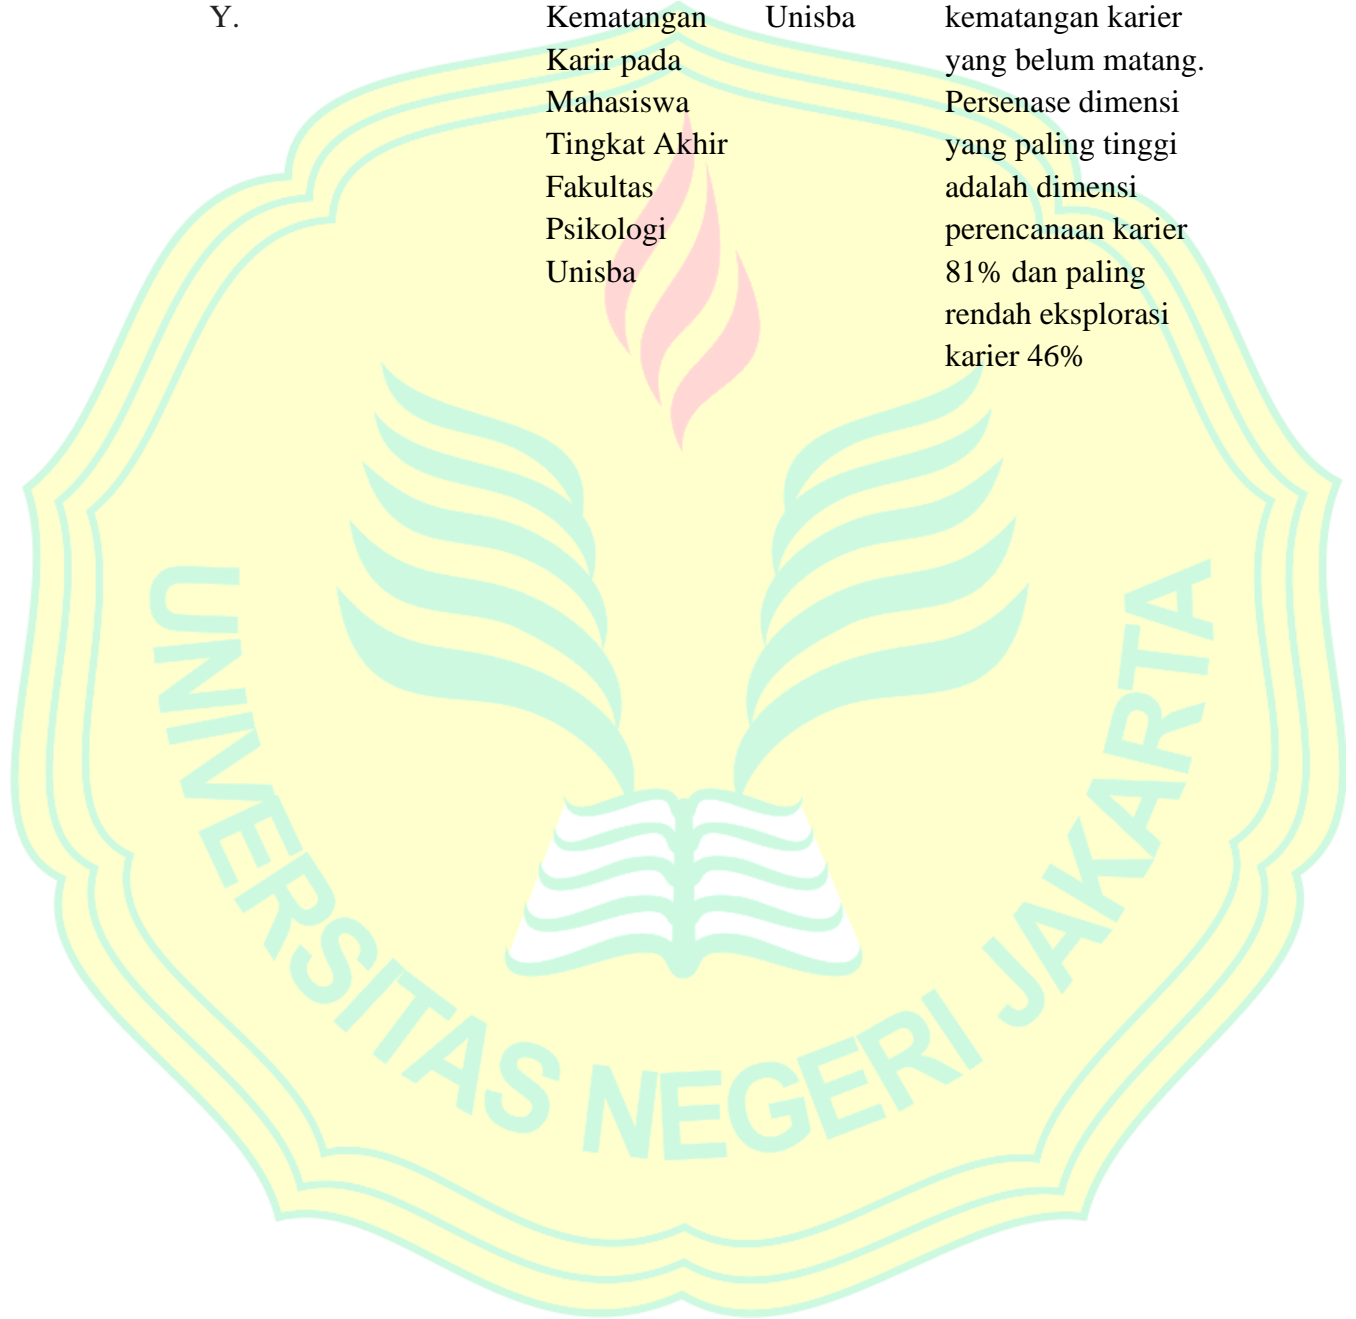 Y. Kematangan Unisba kematangan karier
Karir pada yang belum matang.
Mahasiswa Persenase dimensi
Tingkat Akhir yang paling tinggi
Fakultas adalah dimensi
Psikologi perencanaan karier
Unisba 81% dan paling
rendah eksplorasi
karier 46%
UNIVERSITAS NEGERI JAKARTA